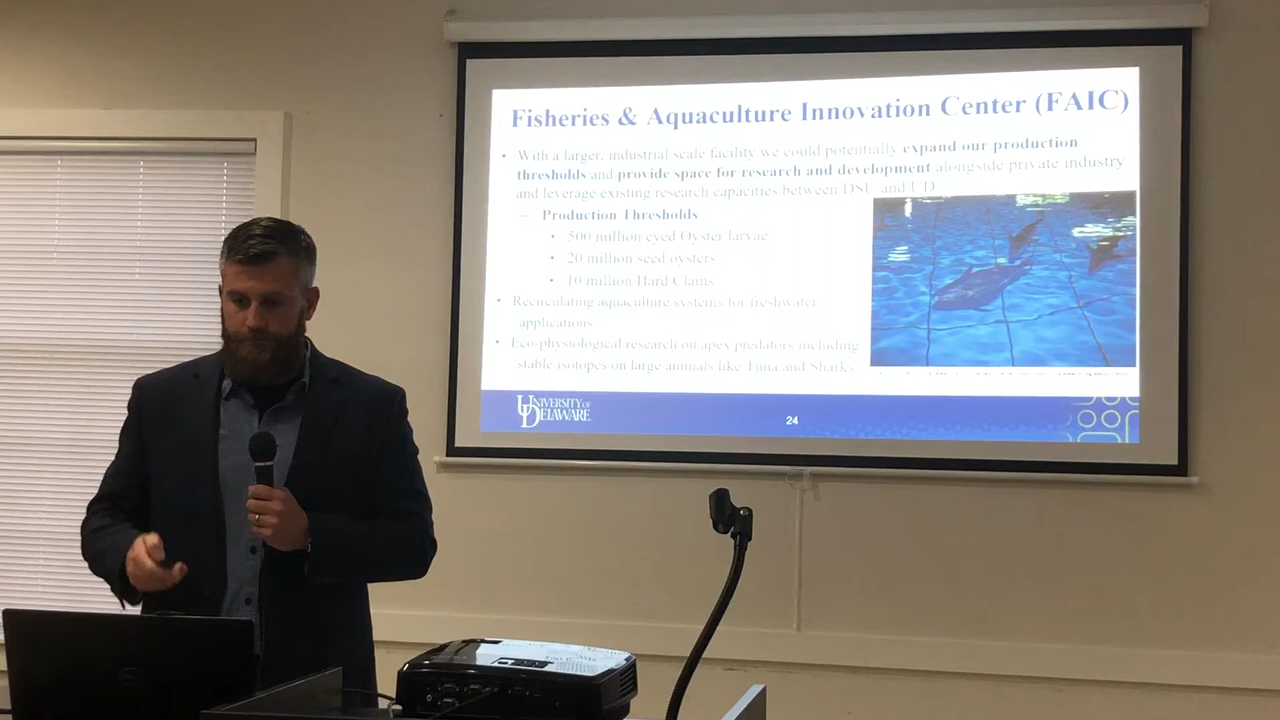 Fisheries & Aquaculture Innovation Center (FAIC)
• With a larger, industrial scale facility we could potentially expand our production
thresholds and provide space for research and development alongside private industry
and leverage existing research capacities between DSU and UD
– Production Thresholds
• 500 million eyed Oyster larvae
• 20 million seed oysters
• 10 million Hard Clams
• Recirculating aquaculture systems for freshwater
applications
• Eco-physiological research on apex predators including
stable isotopes on large animals like Tuna and Sharks
UNIVERSITY OF
DELAWARE
24